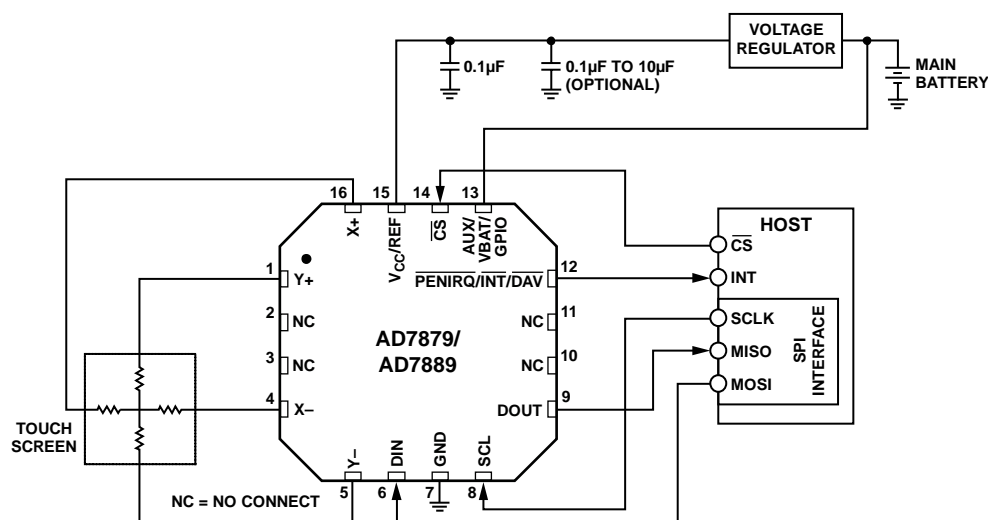 VOLTAGE
REGULATOR
0.1µF
0.1µF TO 10µF
(OPTIONAL)
MAIN
BATTERY
16
15
14
13
X+
VCC/REF
CS
AUX/
VBAT/
GPIO
HOST
CS
INT
SCLK
MISO
MOSI
SPI
INTERFACE
1
Y+
2
NC
3
NC
4
X–
AD7879/
AD7889
PENIRQ/INT/DAV
12
NC
11
NC
10
DOUT
9
TOUCH
SCREEN
Y–
DIN
GND
SCL
5
6
7
8
NC = NO CONNECT